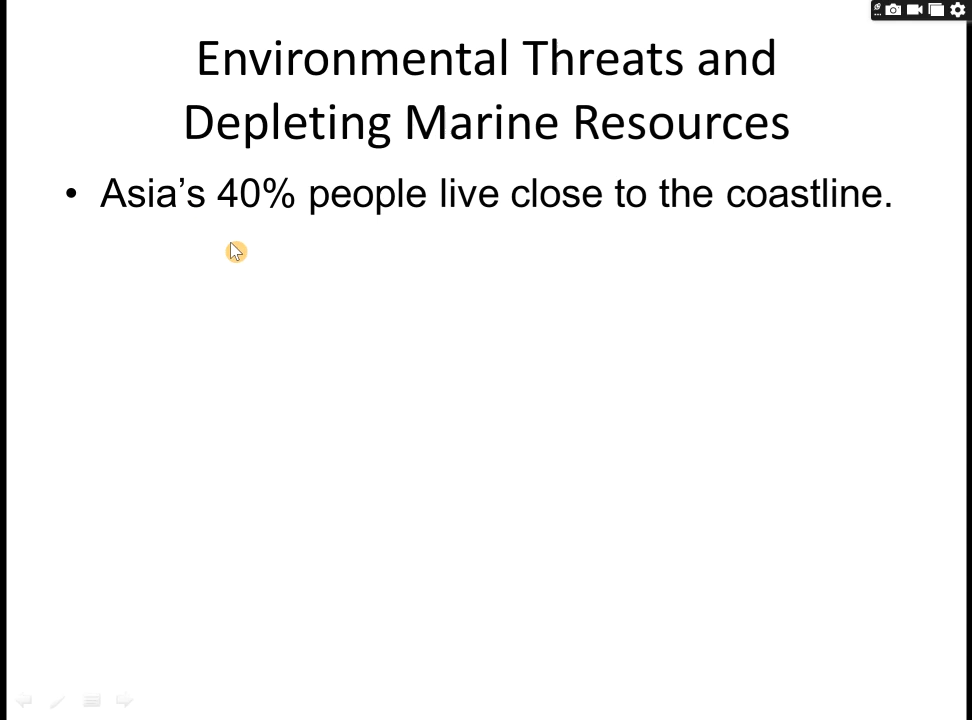 Environmental Threats and
Depleting Marine Resources
• Asia’s 40% people live close to the coastline.